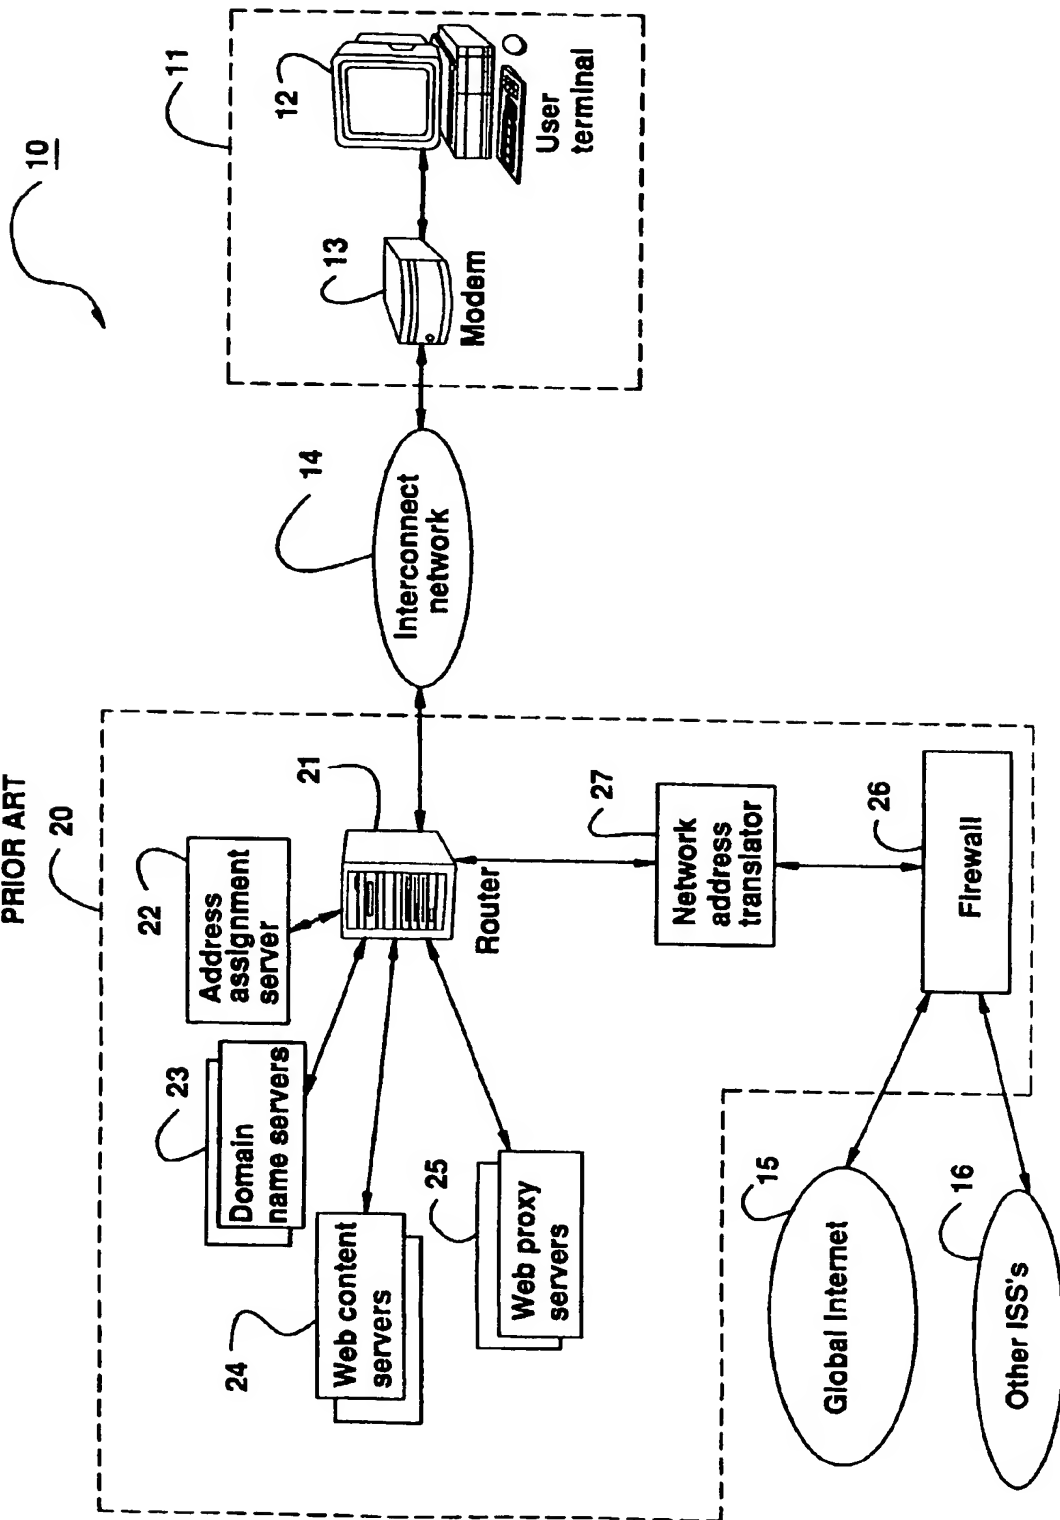 PRIOR ART
10
11
12
User
terminal
13
Modem
14
Interconnect
network
20
21
Router
22
Address
assignment
server
23
Domain
name servers
24
Web content
servers
25
Web proxy
servers
27
Network
address
translator
26
Firewall
15
Global Internet
16
Other ISS's